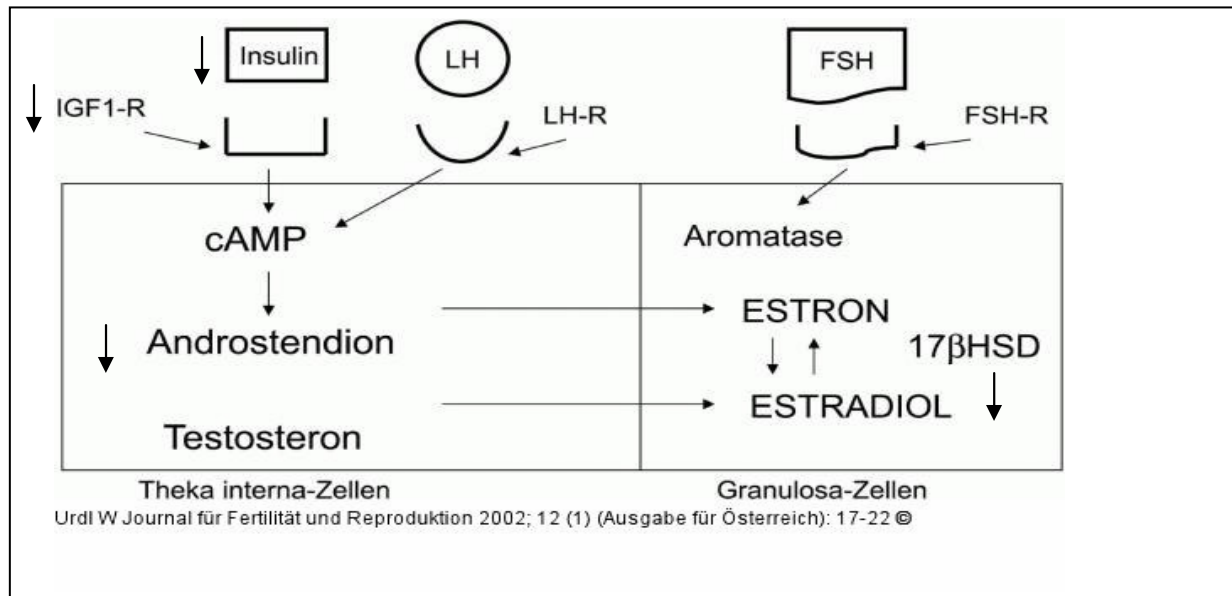 Insulin
LH
FSH
IGF1-R
LH-R
FSH-R
cAMP
Aromatase
ESTRON
Androstendion
17βHSD
ESTRADIOL
Testosteron
Theka interna-Zellen
Granulosa-Zellen
Urdl W Journal für Fertilität und Reproduktion 2002; 12 (1) (Ausgabe für Österreich): 17-22 ©